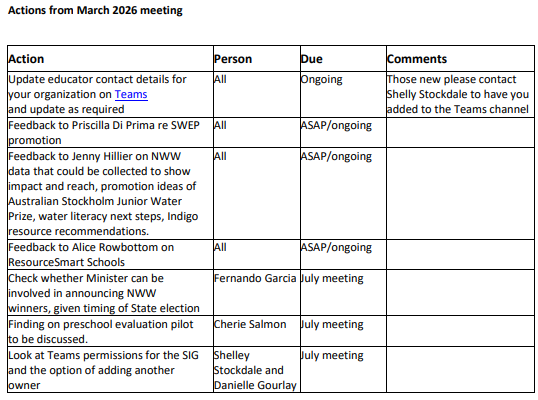 Actions from March 2026 meeting
Action Person Due Comments
Update educator contact details for your organization on Teams and update as required All Ongoing Those new please contact Shelly Stockdale to have you added to the Teams channel
Feedback to Priscilla Di Prima re SWEP promotion All ASAP/ongoing
Feedback to Jenny Hillier on NWW data that could be collected to show impact and reach, promotion ideas of Australian Stockholm Junior Water Prize, water literacy next steps, Indigo resource recommendations. All ASAP/ongoing
Feedback to Alice Rowbottom on ResourceSmart Schools All ASAP/ongoing
Check whether Minister can be involved in announcing NWW winners, given timing of State election Fernando Garcia July meeting
Finding on preschool evaluation pilot to be discussed. Cherie Salmon July meeting
Look at Teams permissions for the SIG and the option of adding another owner Shelley Stockdale and Danielle Gourlay July meeting